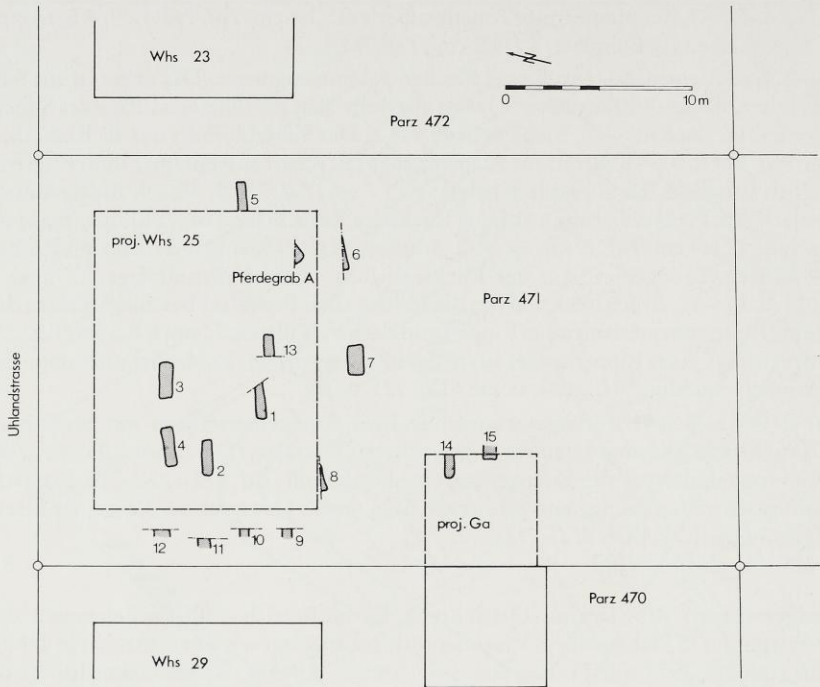 Whs 23
N
0 10m
Parz 472
5
proj. Whs 25
6
Pferdegrab A
Parz 471
13
7
3
1
Uhlandstrasse
4
2
14
15
8
proj. Ga
12
11
10
9
Parz 470
Whs 29